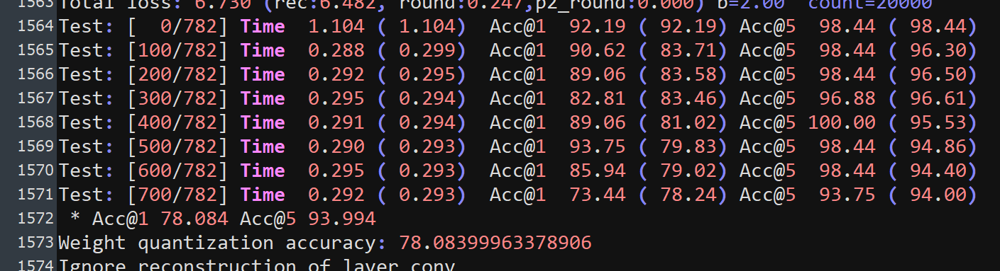 1563 Total loss: 6.730 (rec:6.482, round:0.247,p2_round:0.000) b=2.00 count=20000
1564 Test: [  0/782] Time  1.104 ( 1.104)  Acc@1  92.19 ( 92.19) Acc@5  98.44 ( 98.44)
1565 Test: [100/782] Time  0.288 ( 0.299)  Acc@1  90.62 ( 83.71) Acc@5  98.44 ( 96.30)
1566 Test: [200/782] Time  0.292 ( 0.295)  Acc@1  89.06 ( 83.58) Acc@5  98.44 ( 96.50)
1567 Test: [300/782] Time  0.295 ( 0.294)  Acc@1  82.81 ( 83.46) Acc@5  96.88 ( 96.61)
1568 Test: [400/782] Time  0.291 ( 0.294)  Acc@1  89.06 ( 81.02) Acc@5 100.00 ( 95.53)
1569 Test: [500/782] Time  0.290 ( 0.293)  Acc@1  93.75 ( 79.83) Acc@5  98.44 ( 94.86)
1570 Test: [600/782] Time  0.295 ( 0.293)  Acc@1  85.94 ( 79.02) Acc@5  98.44 ( 94.40)
1571 Test: [700/782] Time  0.292 ( 0.293)  Acc@1  73.44 ( 78.24) Acc@5  93.75 ( 94.00)
1572  * Acc@1 78.084 Acc@5 93.994
1573 Weight quantization accuracy: 78.08399963378906
1574 Ignore reconstruction of layer conv